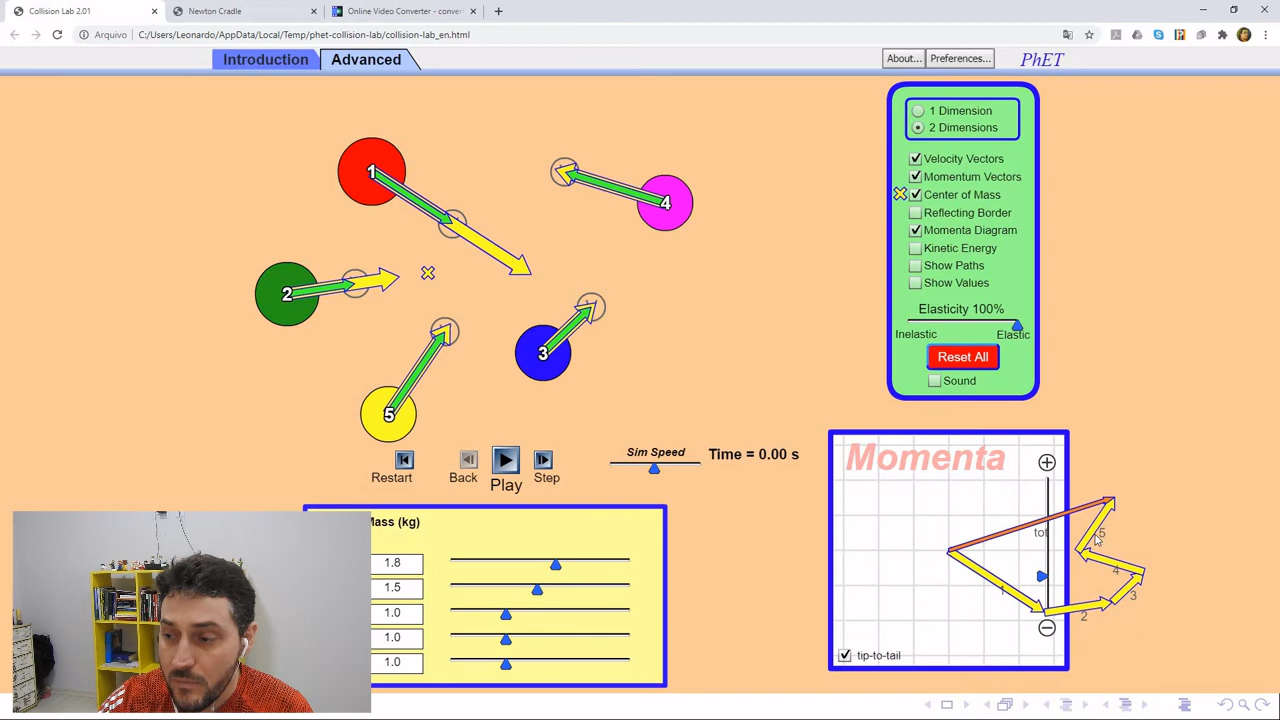 Collision Lab 2.01
Newton Cradle
Online Video Converter - conver
Arquivo
C:/Users/Leonardo/AppData/Local/Temp/phet-collision-lab/collision-lab_en.html
Introduction
Advanced
About...
Preferences...
PhET
1 Dimension
2 Dimensions
Velocity Vectors
Momentum Vectors
Center of Mass
Reflecting Border
Momenta Diagram
Kinetic Energy
Show Paths
Show Values
Elasticity 100%
Inelastic
Elastic
Reset All
Sound
1
4
2
3
5
Restart
Back
Play
Step
Sim Speed
Time = 0.00 s
Mass (kg)
1.8
1.5
1.0
1.0
1.0
Momenta
tot
5
4
3
1
2
tip-to-tail